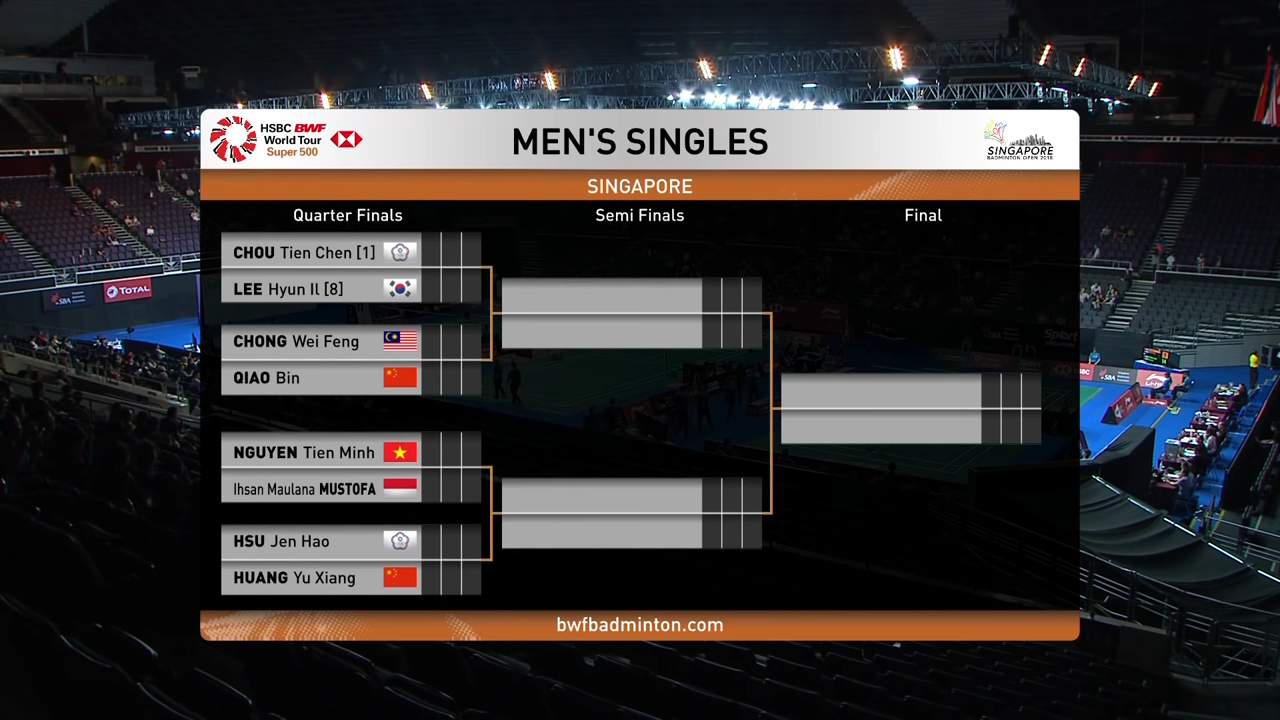 HSBC BWF
World Tour
Super 500
MEN'S SINGLES
SINGAPORE
BADMINTON OPEN 2018
SINGAPORE
Quarter Finals
Semi Finals
Final
CHOU Tien Chen [1]
LEE Hyun Il [8]
CHONG Wei Feng
QIAO Bin
NGUYEN Tien Minh
Ihsan Maulana MUSTOFA
HSU Jen Hao
HUANG Yu Xiang
bwfbadminton.com
SBA
TOTAL
SBA